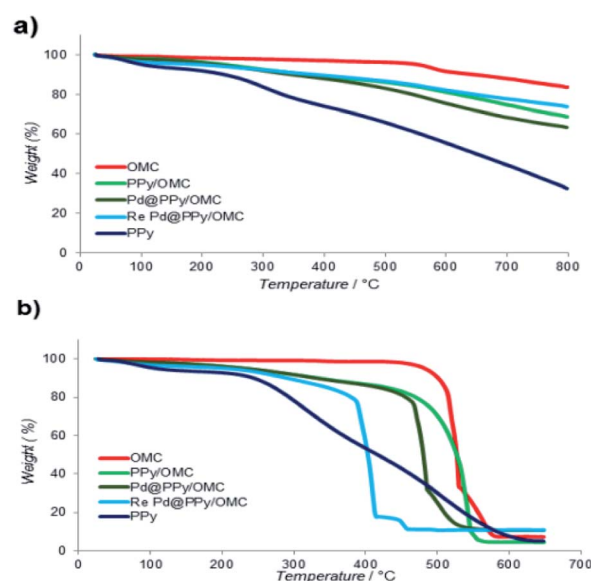 a)
120
100
80
60
40
20
0
Weight (%)
OMC
PPy/OMC
Pd@PPy/OMC
Re Pd@PPy/OMC
PPy
0 100 200 300 400 500 600 700 800
Temperature / °C
b)
100
80
60
40
20
0
Weight (%)
OMC
PPy/OMC
Pd@PPy/OMC
Re Pd@PPy/OMC
PPy
0 100 200 300 400 500 600 700
Temperature / °C